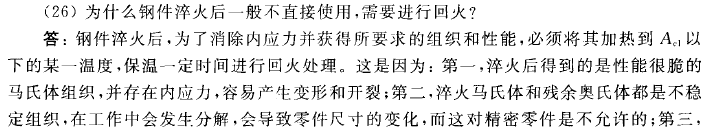 （26）为什么钢件淬火后一般不直接使用,需要进行回火？
答：钢件淬火后,为了消除内应力并获得所要求的组织和性能,必须将其加热到 Ac1 以
下的某一温度,保温一定时间进行回火处理。这是因为：第一,淬火后得到的是性能很脆的
马氏体组织,并存在内应力,容易产生变形和开裂；第二,淬火马氏体和残余奥氏体都是不稳
定组织,在工作中会发生分解,会导致零件尺寸的变化,而这对精密零件是不允许的；第三,